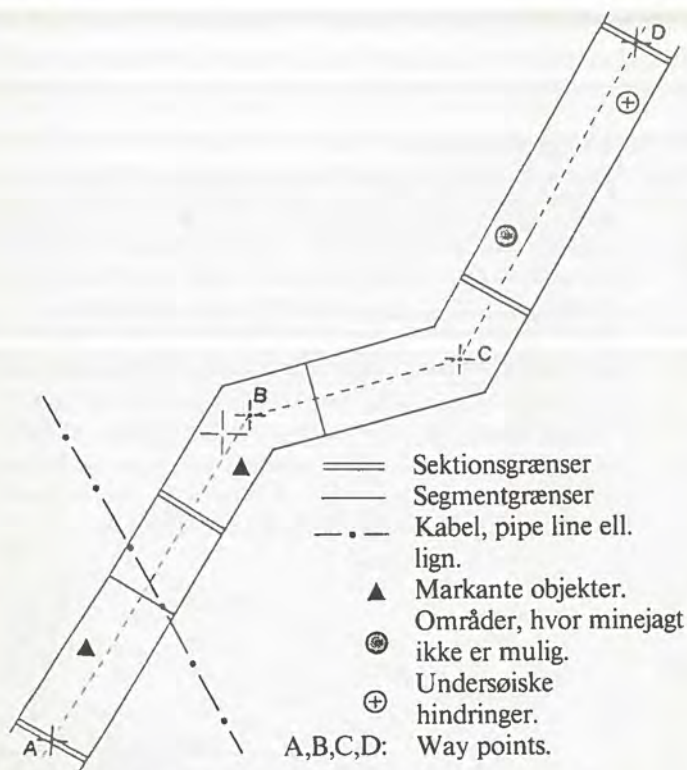 D
C
B
A
Sektionsgrænser
Segmentgrænser
Kabel, pipe line ell.
lign.
Markante objekter.
Områder, hvor minejagt
ikke er mulig.
Undersøiske
hindringer.
A,B,C,D: Way points.